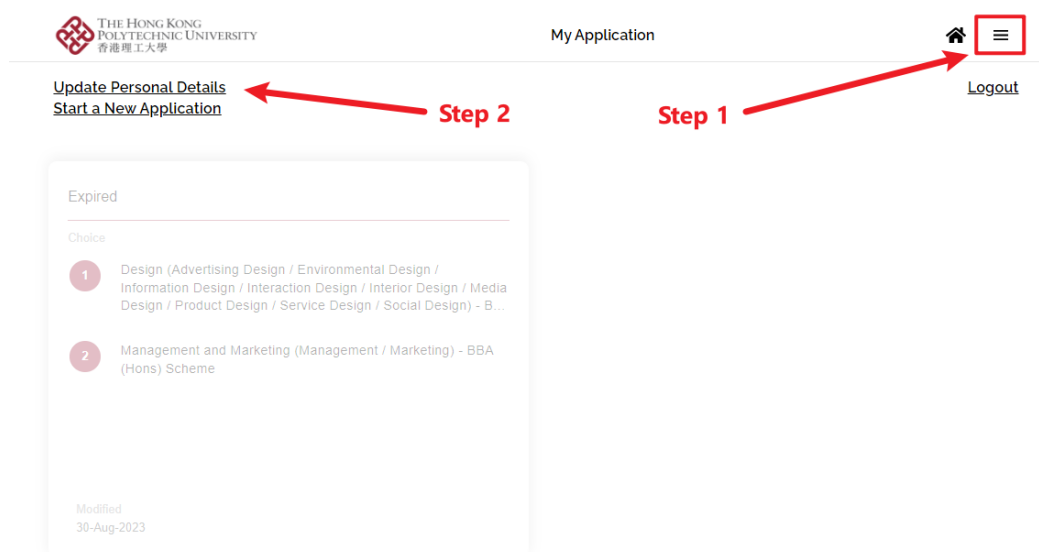 THE HONG KONG
POLYTECHNIC UNIVERSITY
香港理工大學
My Application
Update Personal Details
Start a New Application
Logout
Step 2
Step 1
Expired
Choice
1
Design (Advertising Design / Environmental Design /
Information Design / Interaction Design / Interior Design / Media
Design / Product Design / Service Design / Social Design) - B...
2
Management and Marketing (Management / Marketing) - BBA
(Hons) Scheme
Modified
30-Aug-2023